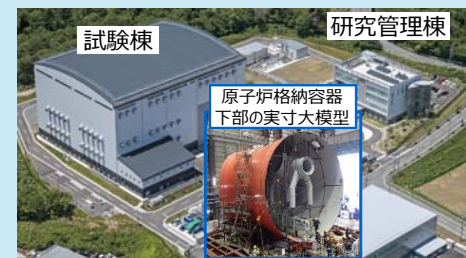 試験棟
研究管理棟
原子炉格納容器
下部の実寸大模型